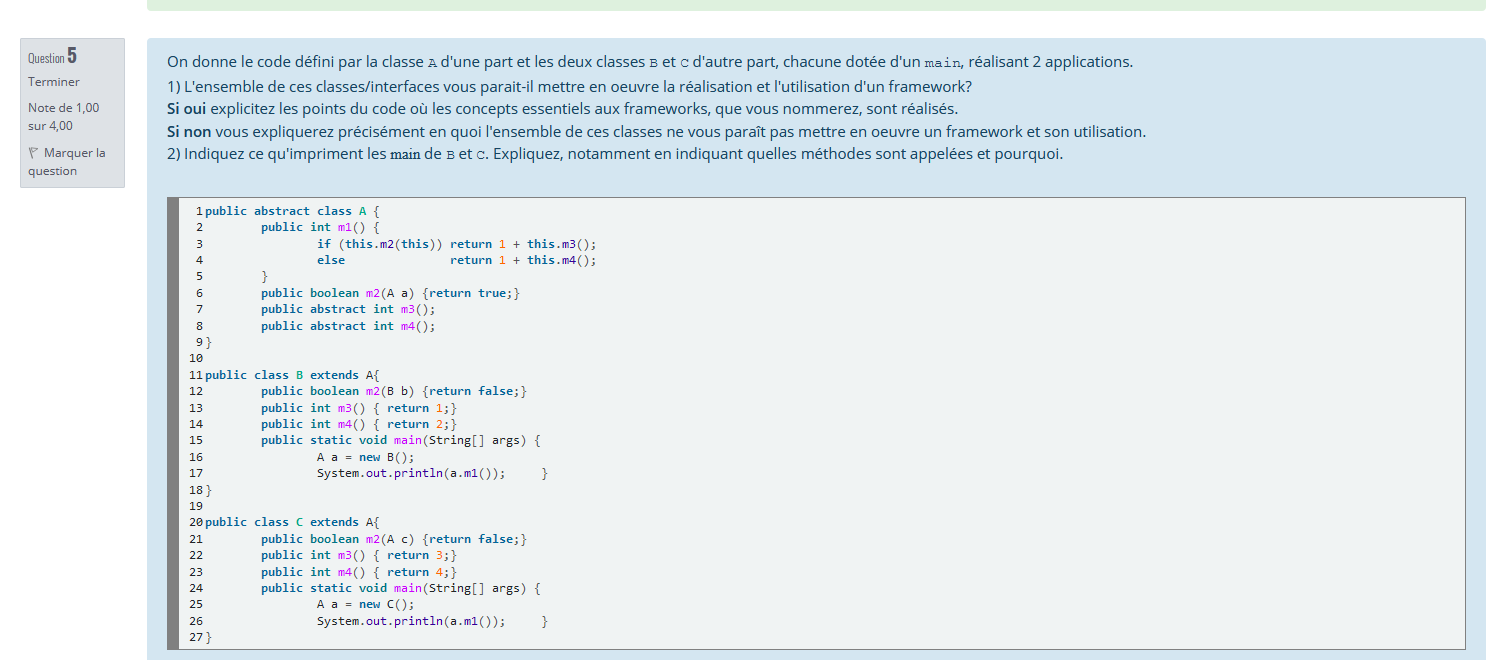 Question 5
Terminer
Note de 1,00
sur 4,00
Marquer la
question
On donne le code défini par la classe A d'une part et les deux classes B et C d'autre part, chacune dotée d'un main, réalisant 2 applications.
1) L'ensemble de ces classes/interfaces vous parait-il mettre en oeuvre la réalisation et l'utilisation d'un framework?
Si oui explicitez les points du code où les concepts essentiels aux frameworks, que vous nommerez, sont réalisés.
Si non vous expliquerez précisément en quoi l'ensemble de ces classes ne vous paraît pas mettre en oeuvre un framework et son utilisation.
2) Indiquez ce qu'impriment les main de B et C. Expliquez, notamment en indiquant quelles méthodes sont appelées et pourquoi.
1 public abstract class A {
2 public int m1() {
3 if (this.m2(this)) return 1 + this.m3();
4 else return 1 + this.m4();
5 }
6 public boolean m2(A a) {return true;}
7 public abstract int m3();
8 public abstract int m4();
9 }
10
11 public class B extends A{
12 public boolean m2(B b) {return false;}
13 public int m3() { return 1;}
14 public int m4() { return 2;}
15 public static void main(String[] args) {
16 A a = new B();
17 System.out.println(a.m1()); }
18 }
19
20 public class C extends A{
21 public boolean m2(A c) {return false;}
22 public int m3() { return 3;}
23 public int m4() { return 4;}
24 public static void main(String[] args) {
25 A a = new C();
26 System.out.println(a.m1()); }
27 }